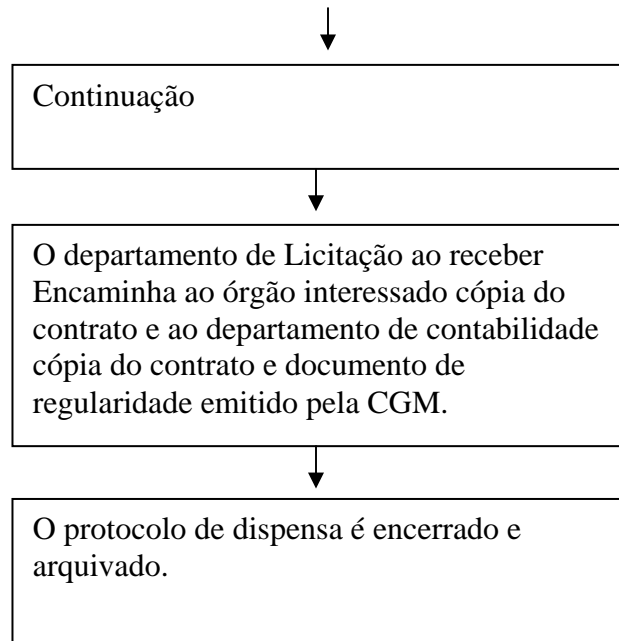 Continuação
O departamento de Licitação ao receber
Encaminha ao órgão interessado cópia do
contrato e ao departamento de contabilidade
cópia do contrato e documento de
regularidade emitido pela CGM.
O protocolo de dispensa é encerrado e
arquivado.